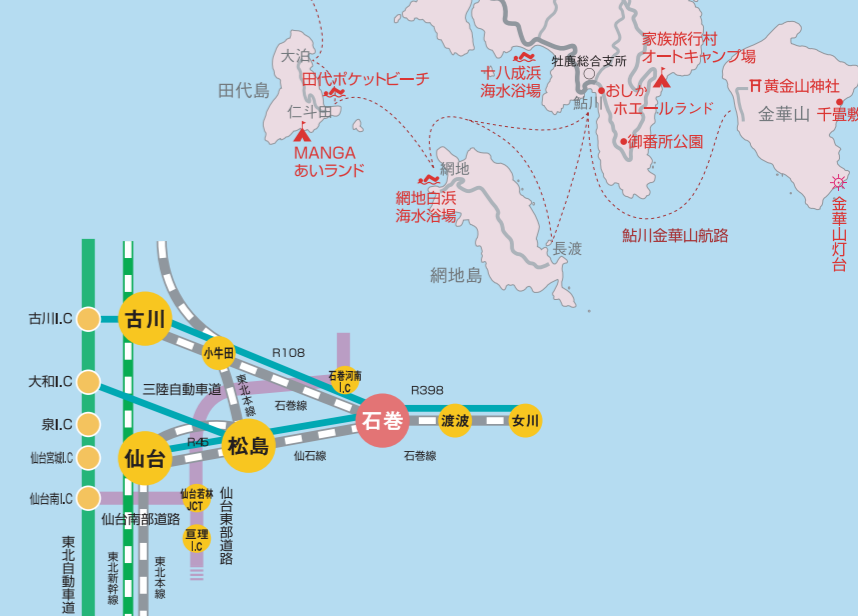 大泊
田代島
田代ポケットビーチ
仁斗田
MANGA
あいランド
十八成浜
海水浴場
牡鹿総合支所
家族旅行村
オートキャンプ場
おしか
ホエールランド
鮎川
御番所公園
黄金山神社
金華山
千畳敷
金華山灯台
鮎川金華山航路
網地
網地白浜
海水浴場
長渡
網地島
古川I.C
古川
小牛田
R108
大和I.C
三陸自動車道
東北本線
石巻線
石巻河南
I.C
R398
泉I.C
石巻
渡波
女川
仙台宮城I.C
仙台
R45
松島
仙石線
石巻線
仙台南I.C
仙台若林
JCT
仙台南部道路
仙台東部道路
亘理
I.C
東北自動車道
東北新幹線
東北本線